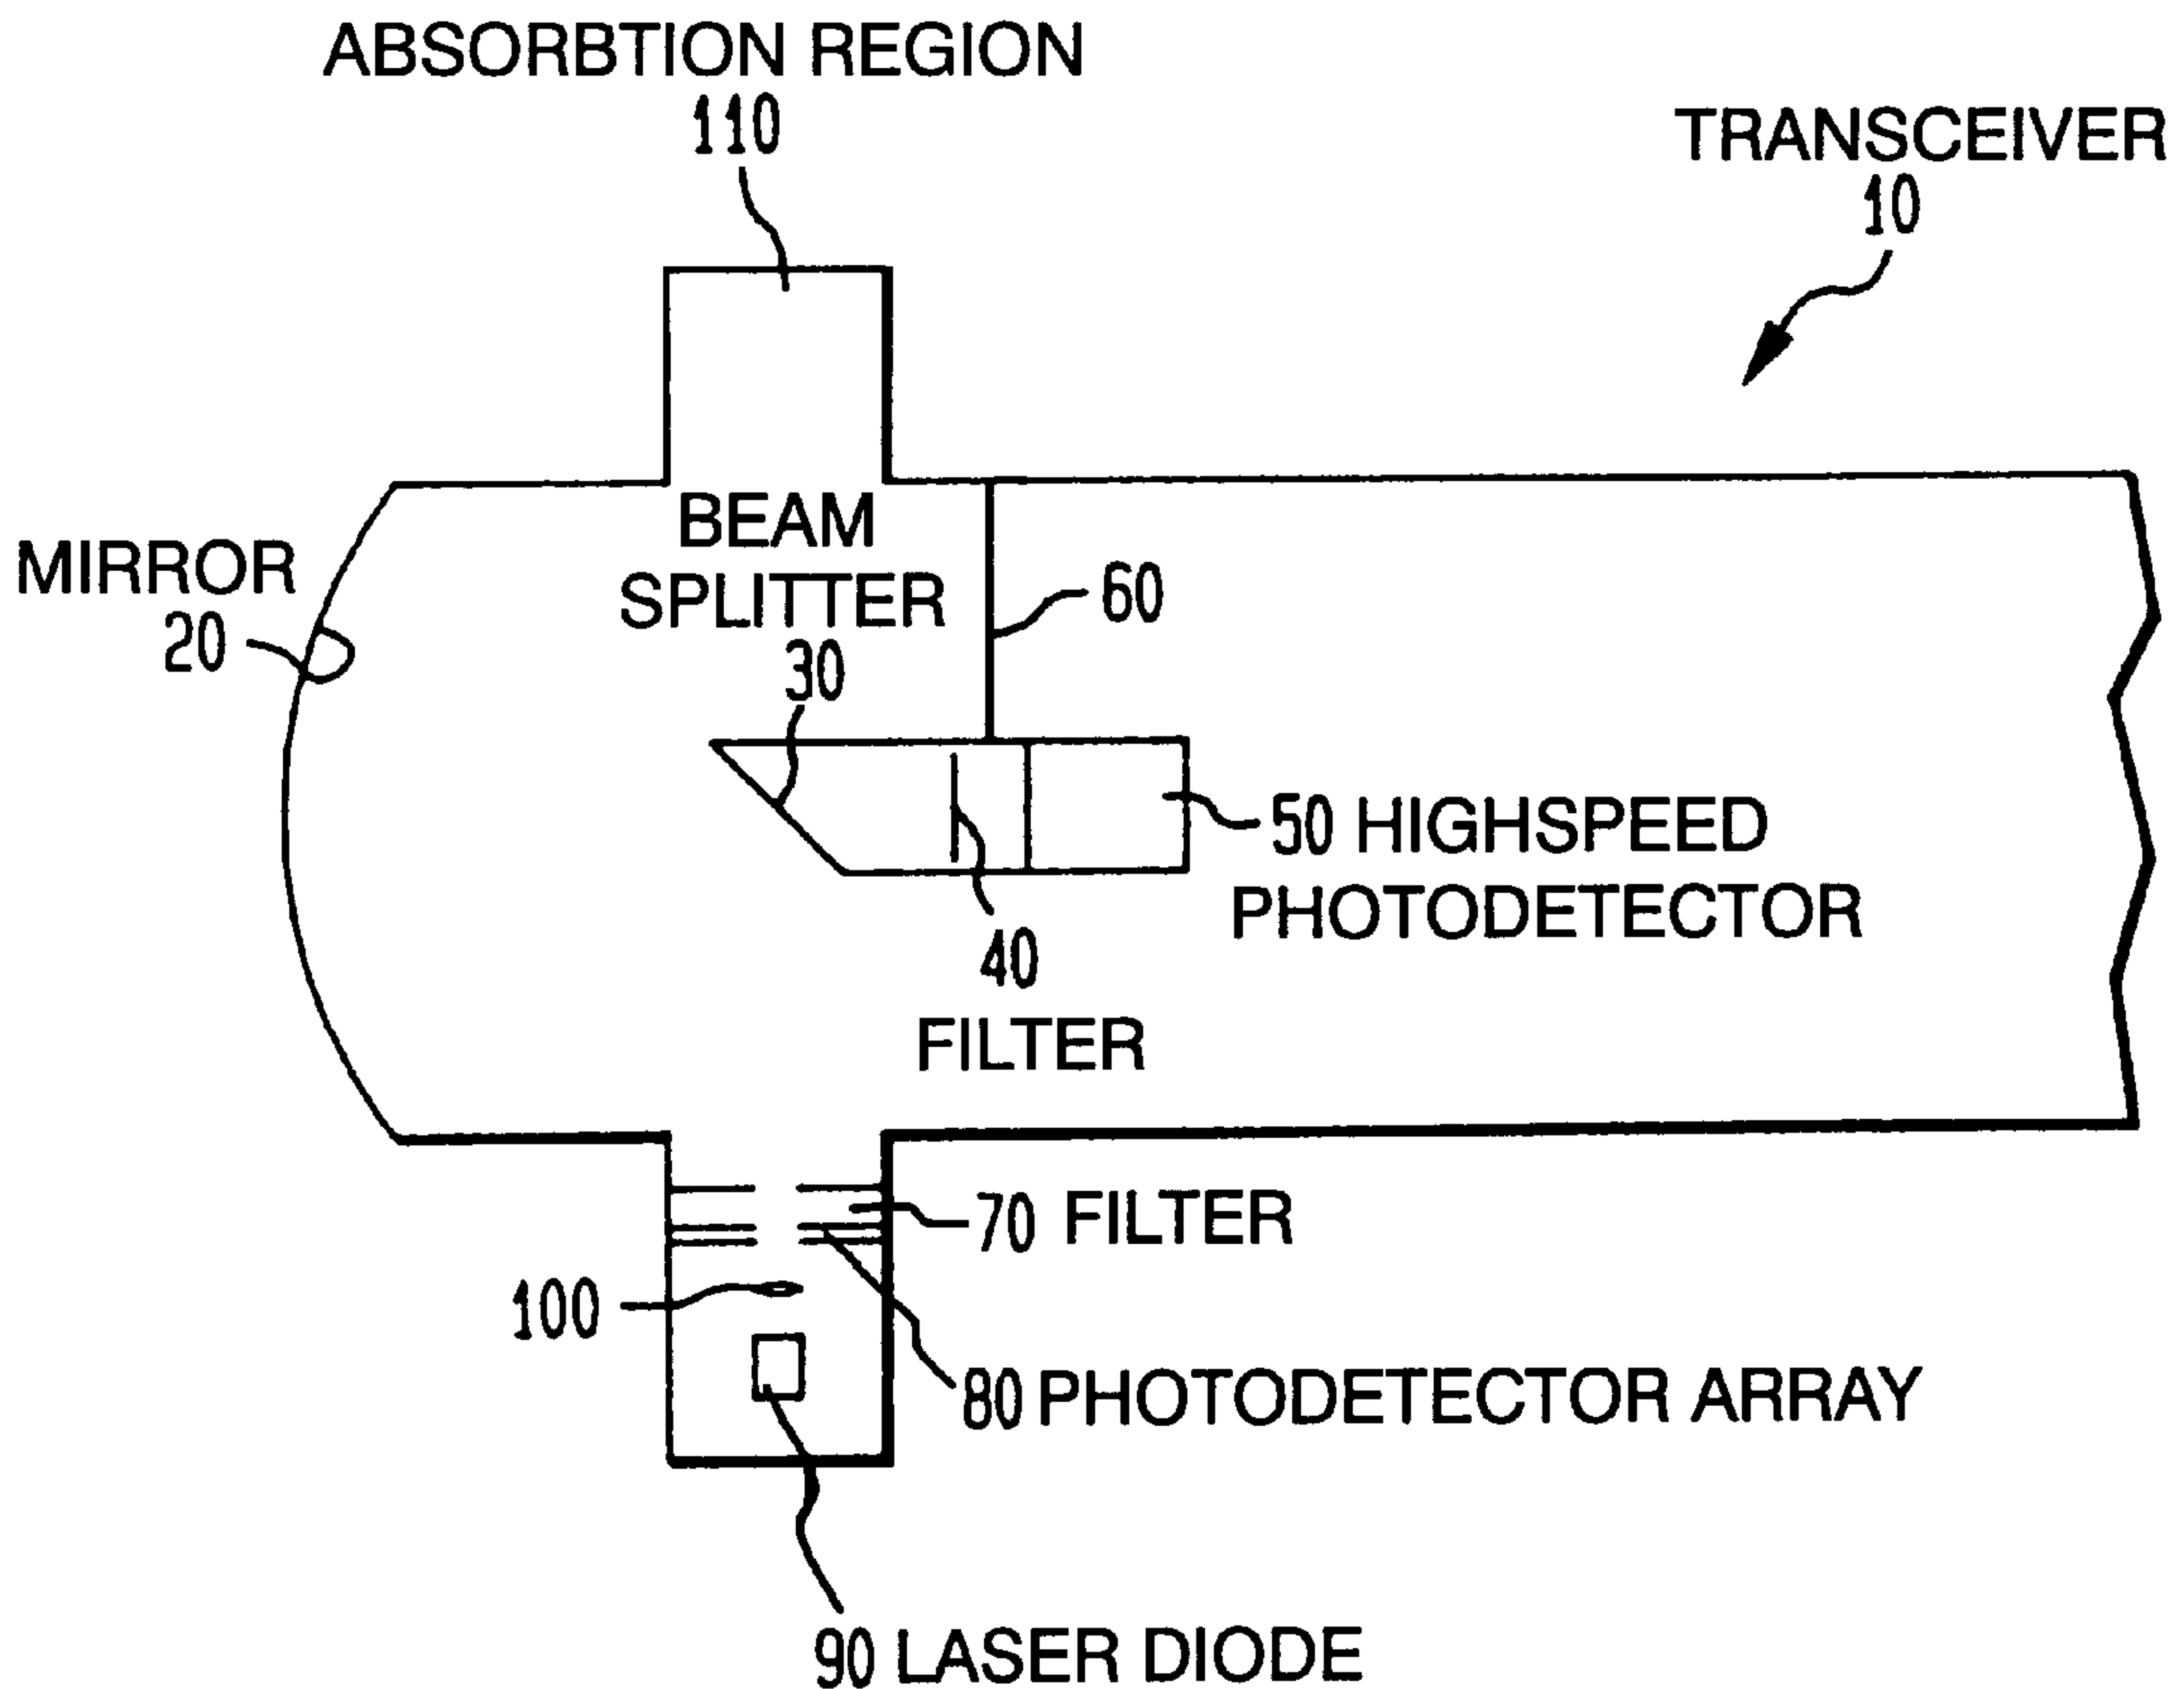 ABSORBTION REGION
110
TRANSCEIVER
10
BEAM
SPLITTER
30
MIRROR
20
60
50 HIGHSPEED
PHOTODETECTOR
40
FILTER
70 FILTER
100
80 PHOTODETECTOR ARRAY
90 LASER DIODE